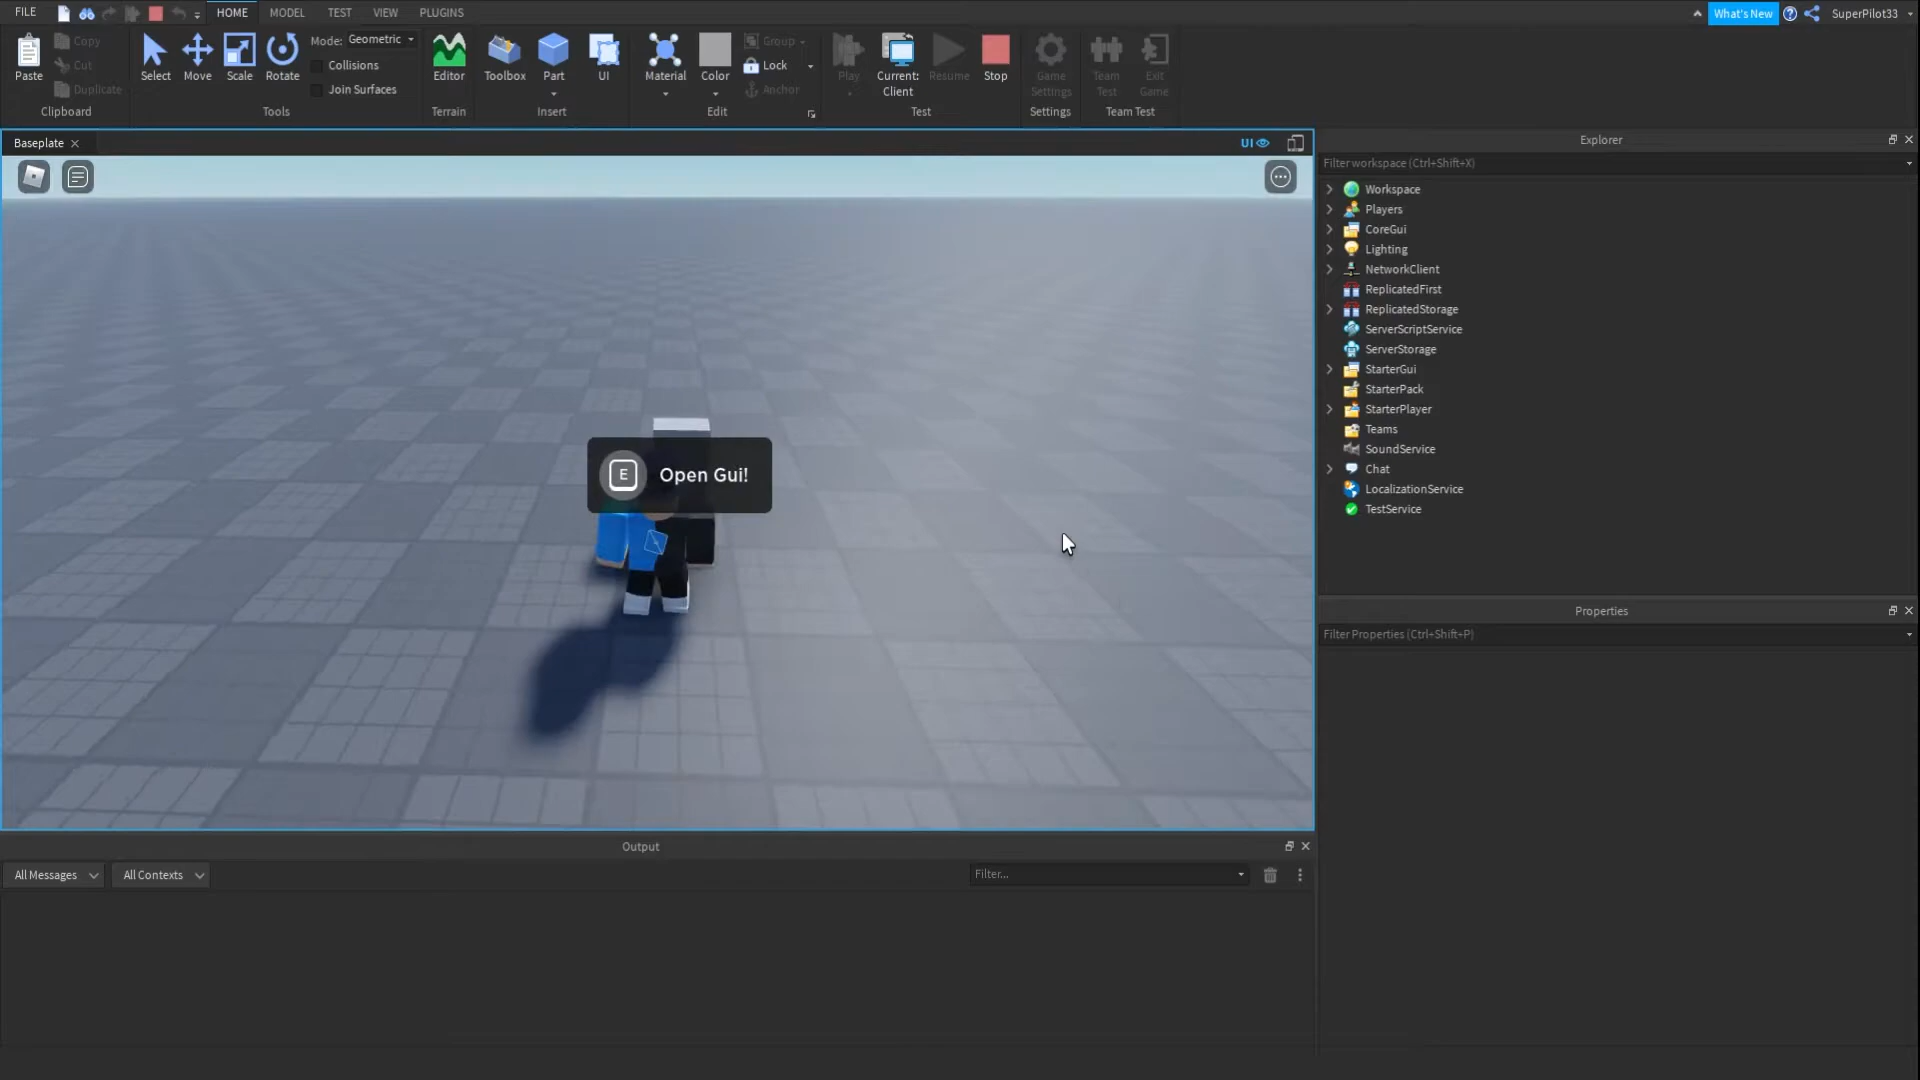 FILE
HOME
MODEL
TEST
VIEW
PLUGINS
What's New
SuperPilot33
Paste
Copy
Cut
Duplicate
Clipboard
Select
Move
Scale
Rotate
Mode:
Geometric
Collisions
Join Surfaces
Tools
Editor
Terrain
Toolbox
Part
UI
Insert
Material
Color
Group
Lock
Anchor
Edit
Play
Current:
Client
Resume
Stop
Test
Game
Settings
Settings
Team
Test
Exit
Game
Team Test
Baseplate
UI
E
Open Gui!
Explorer
Filter workspace (Ctrl+Shift+X)
Workspace
Players
CoreGui
Lighting
NetworkClient
ReplicatedFirst
ReplicatedStorage
ServerScriptService
ServerStorage
StarterGui
StarterPack
StarterPlayer
Teams
SoundService
Chat
LocalizationService
TestService
Properties
Filter Properties (Ctrl+Shift+P)
Output
All Messages
All Contexts
Filter...